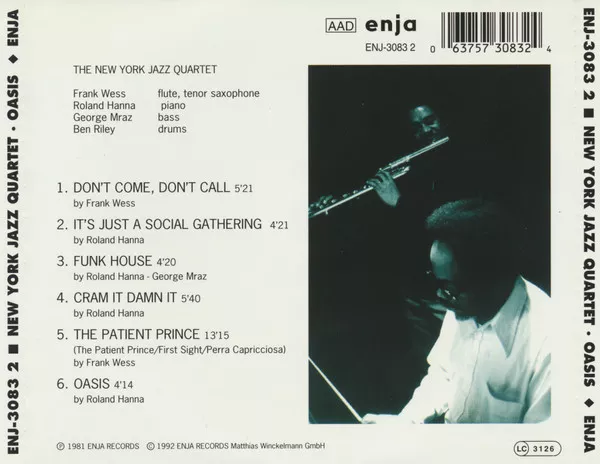 ENJ-3083 2 ■ NEW YORK JAZZ QUARTET · OASIS ◆ ENJA
AAD enja
ENJ-3083 2
0 63757 30832 4
THE NEW YORK JAZZ QUARTET
Frank Wess flute, tenor saxophone
Roland Hanna piano
George Mraz bass
Ben Riley drums
1. DON'T COME, DON'T CALL 5'21
by Frank Wess
2. IT'S JUST A SOCIAL GATHERING 4'21
by Roland Hanna
3. FUNK HOUSE 4'20
by Roland Hanna - George Mraz
4. CRAM IT DAMN IT 5'40
by Roland Hanna
5. THE PATIENT PRINCE 13'15
(The Patient Prince/First Sight/Perra Capricciosa)
by Frank Wess
6. OASIS 4'14
by Roland Hanna
℗ 1981 ENJA RECORDS © 1992 ENJA RECORDS Matthias Winckelmann GmbH
LC 3126
ENJ-3083 2 ■ NEW YORK JAZZ QUARTET · OASIS ◆ ENJA